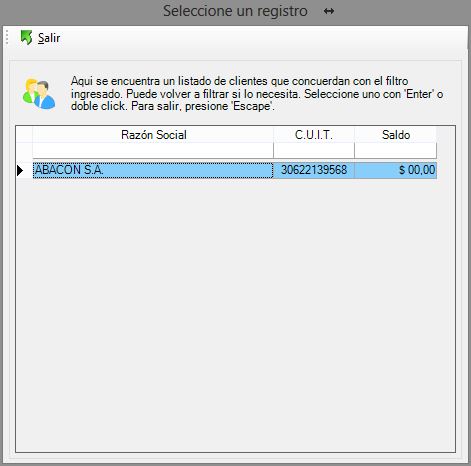 Seleccione un registro
Salir
Aqui se encuentra un listado de clientes que concuerdan con el filtro
ingresado. Puede volver a filtrar si lo necesita. Seleccione uno con 'Enter' o
doble click. Para salir, presione 'Escape'.
Razón Social C.U.I.T. Saldo
ABACON S.A. 30622139568 $ 00,00